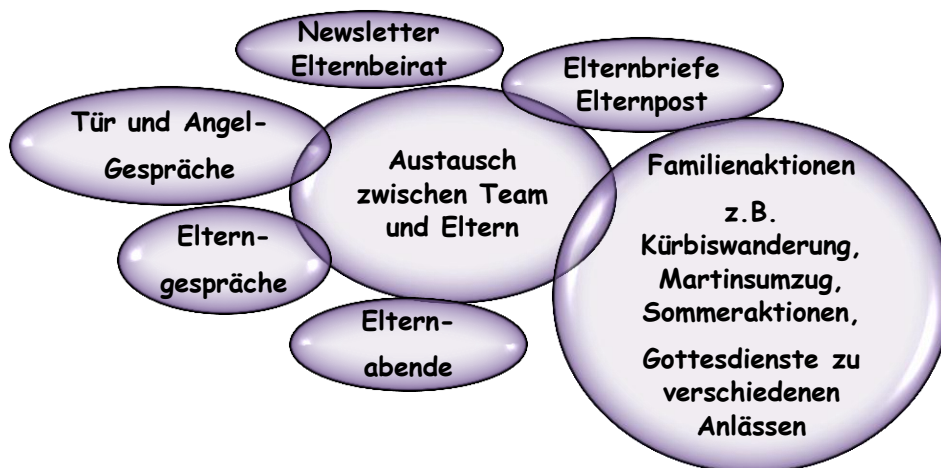 Newsletter
Elternbeirat
Elternbriefe
Elternpost
Tür und Angel-
Gespräche
Austausch
zwischen Team
und Eltern
Familienaktionen
z.B.
Kürbiswanderung,
Martinsumzug,
Sommeraktionen,
Gottesdienste zu
verschiedenen
Anlässen
Eltern-
gespräche
Eltern-
abende